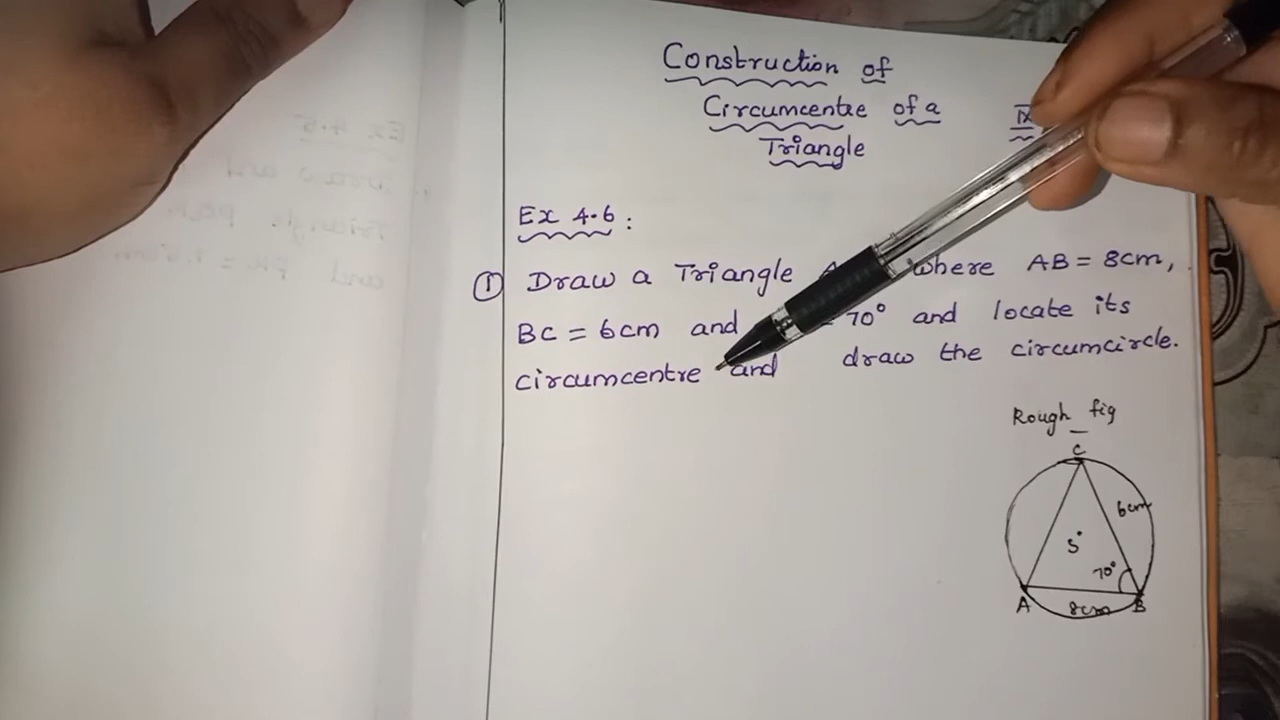 Construction of
Circumcentre of a
Triangle
IX
Ex 4.6 :
① Draw a Triangle where AB = 8cm,
BC = 6cm and = 70° and locate its
circumcentre and draw the circumcircle.
Rough fig
C
6cm
S
70°
A 8cm B